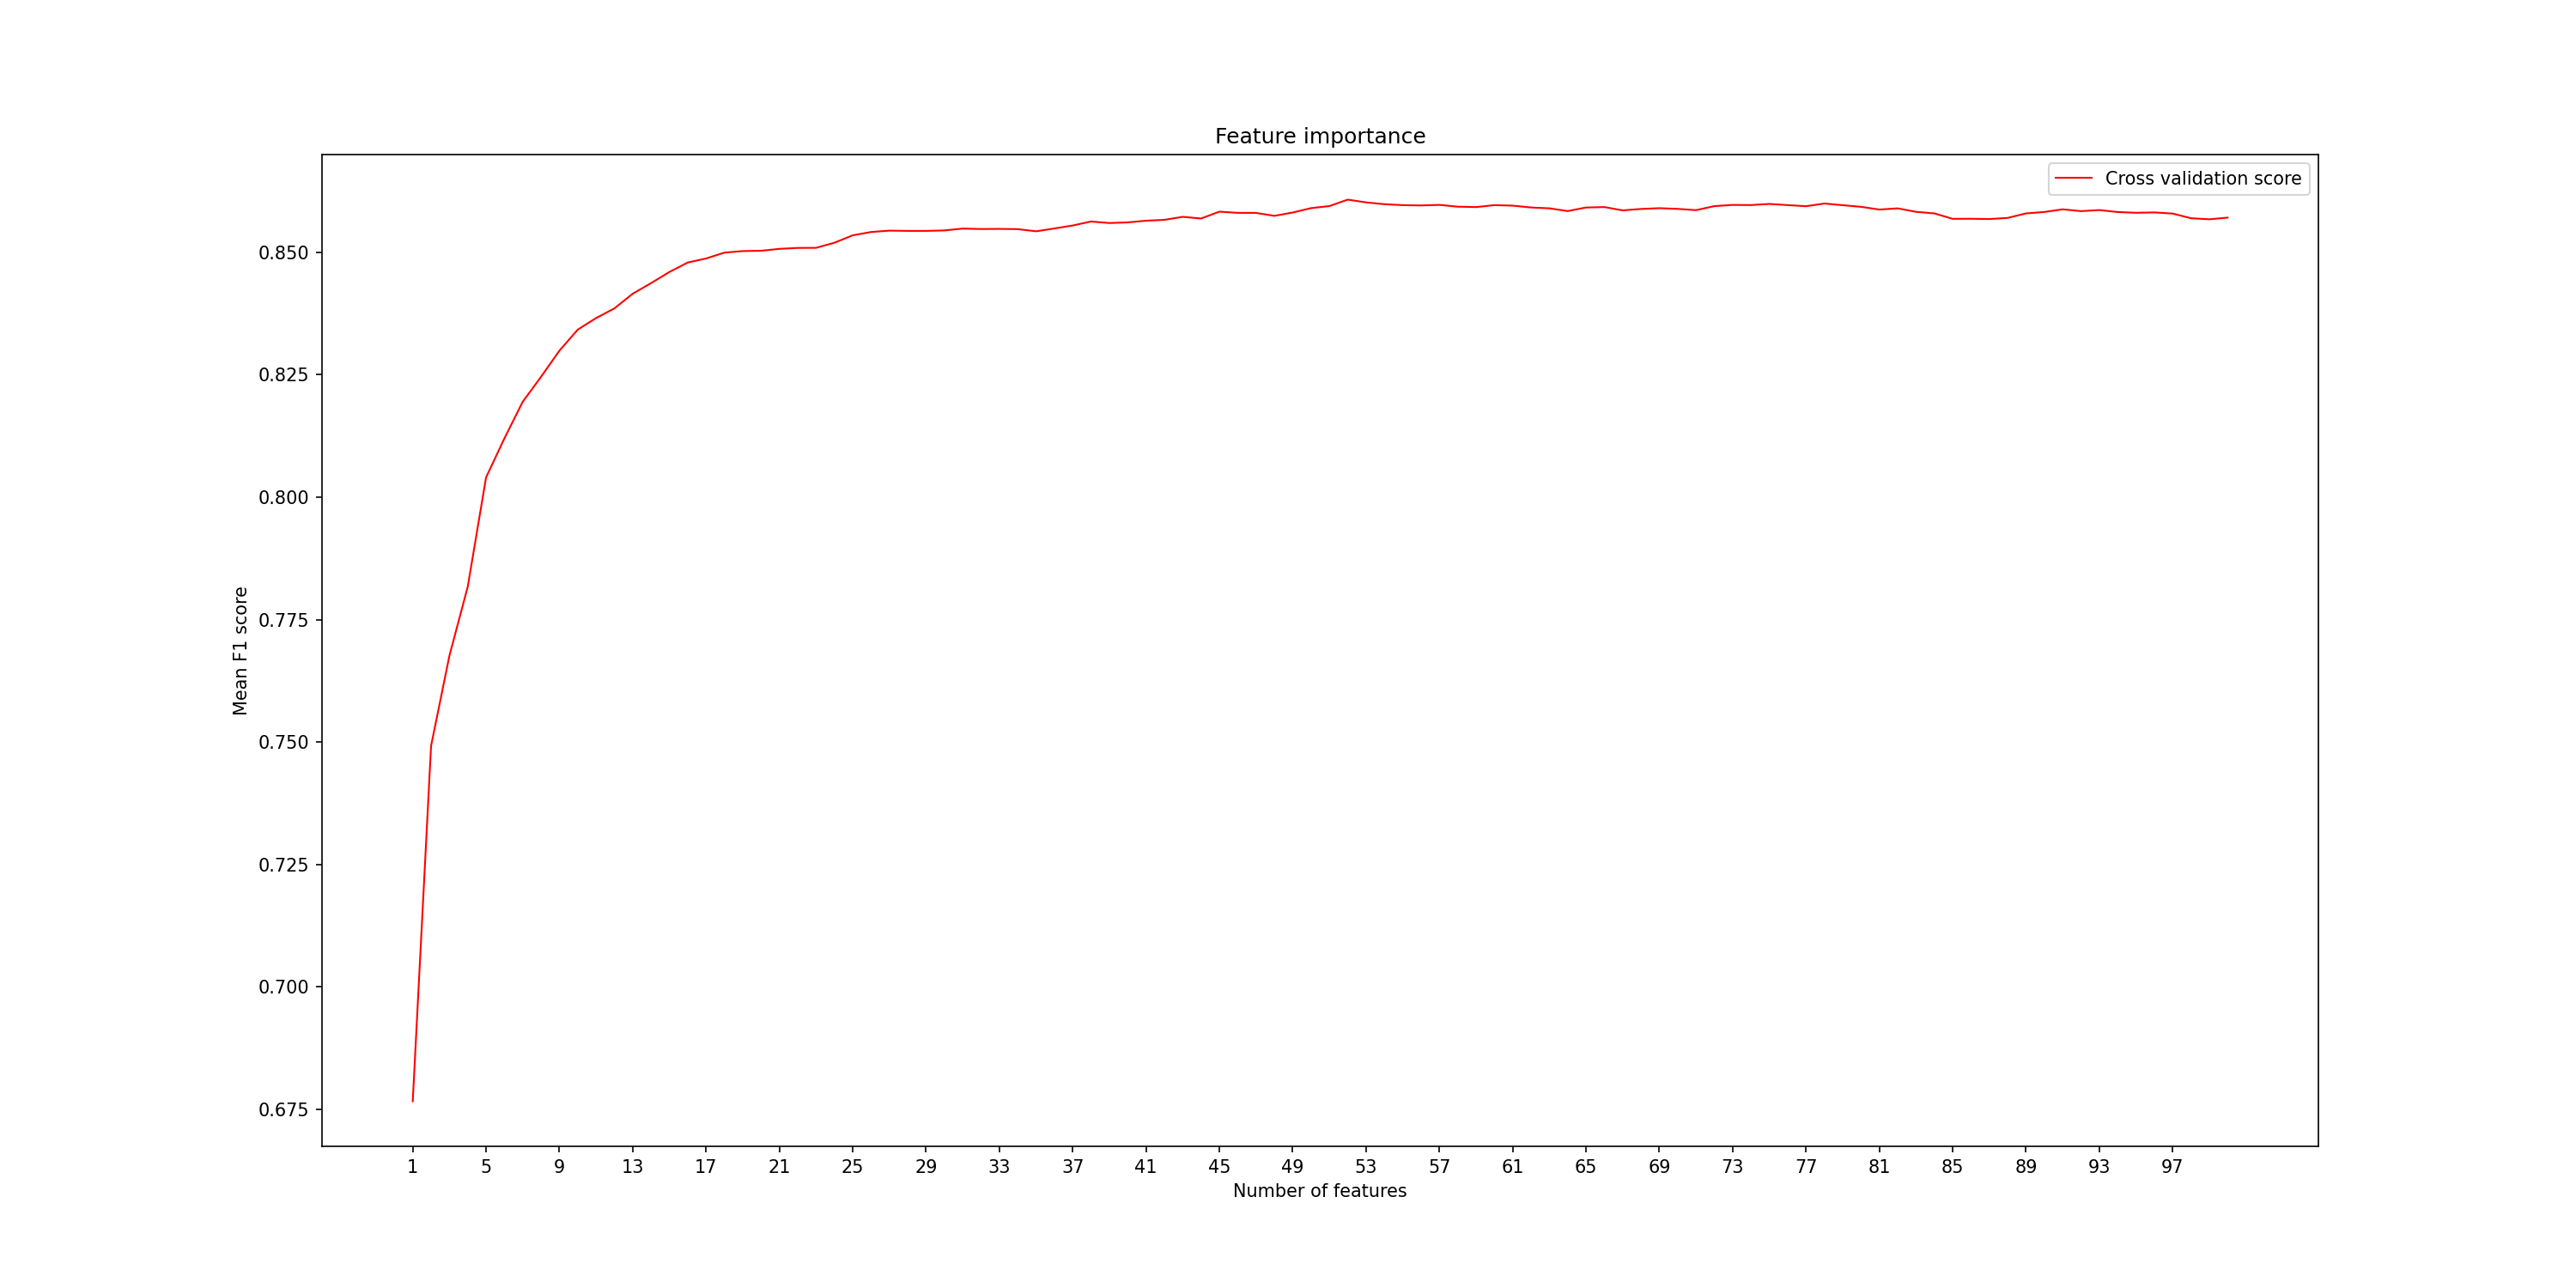 Feature importance
Cross validation score
Mean F1 score
0.850
0.825
0.800
0.775
0.750
0.725
0.700
0.675
1 5 9 13 17 21 25 29 33 37 41 45 49 53 57 61 65 69 73 77 81 85 89 93 97
Number of features